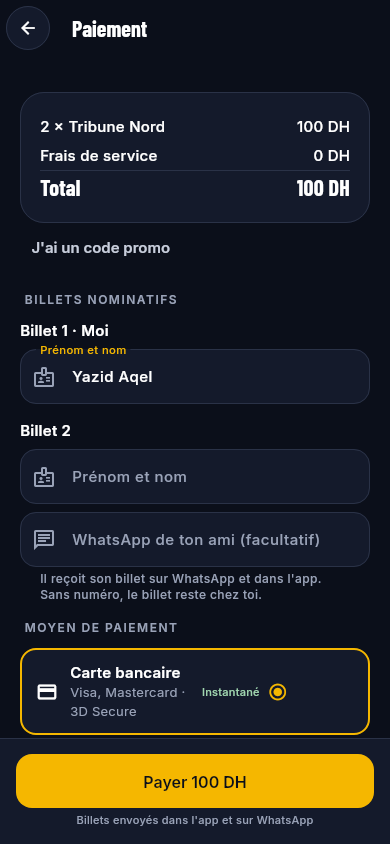 Paiement
2 × Tribune Nord 100 DH
Frais de service 0 DH
Total 100 DH
J'ai un code promo
BILLETS NOMINATIFS
Billet 1 · Moi
Prénom et nom
Yazid Aqel
Billet 2
Prénom et nom
WhatsApp de ton ami (facultatif)
Il reçoit son billet sur WhatsApp et dans l'app.
Sans numéro, le billet reste chez toi.
MOYEN DE PAIEMENT
Carte bancaire
Visa, Mastercard · Instantané
3D Secure
Payer 100 DH
Billets envoyés dans l'app et sur WhatsApp